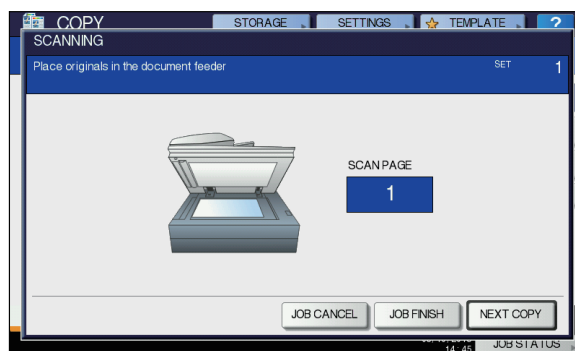 COPY STORAGE SETTINGS TEMPLATE ?
SCANNING
Place originals in the document feeder SET 1
SCAN PAGE
1
JOB CANCEL JOB FINISH NEXT COPY
JOB STATUS
14:45